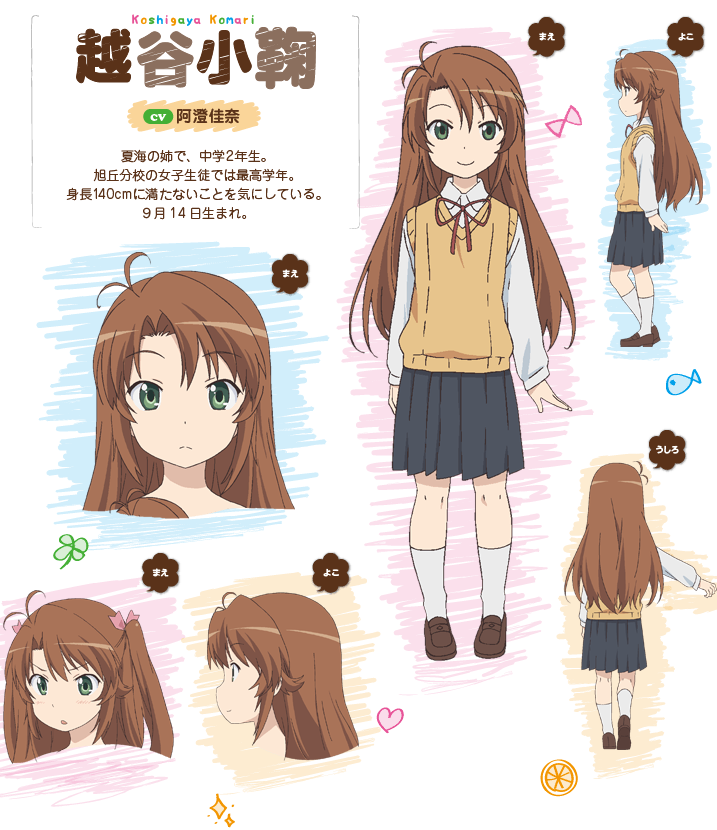 Koshigaya Komari
越谷小鞠
cv 阿澄佳奈
夏海の姉で、中学2年生。
旭丘分校の女子生徒では最高学年。
身長140cmに満たないことを気にしている。
9月14日生まれ。
まえ
よこ
まえ
うしろ
まえ
よこ